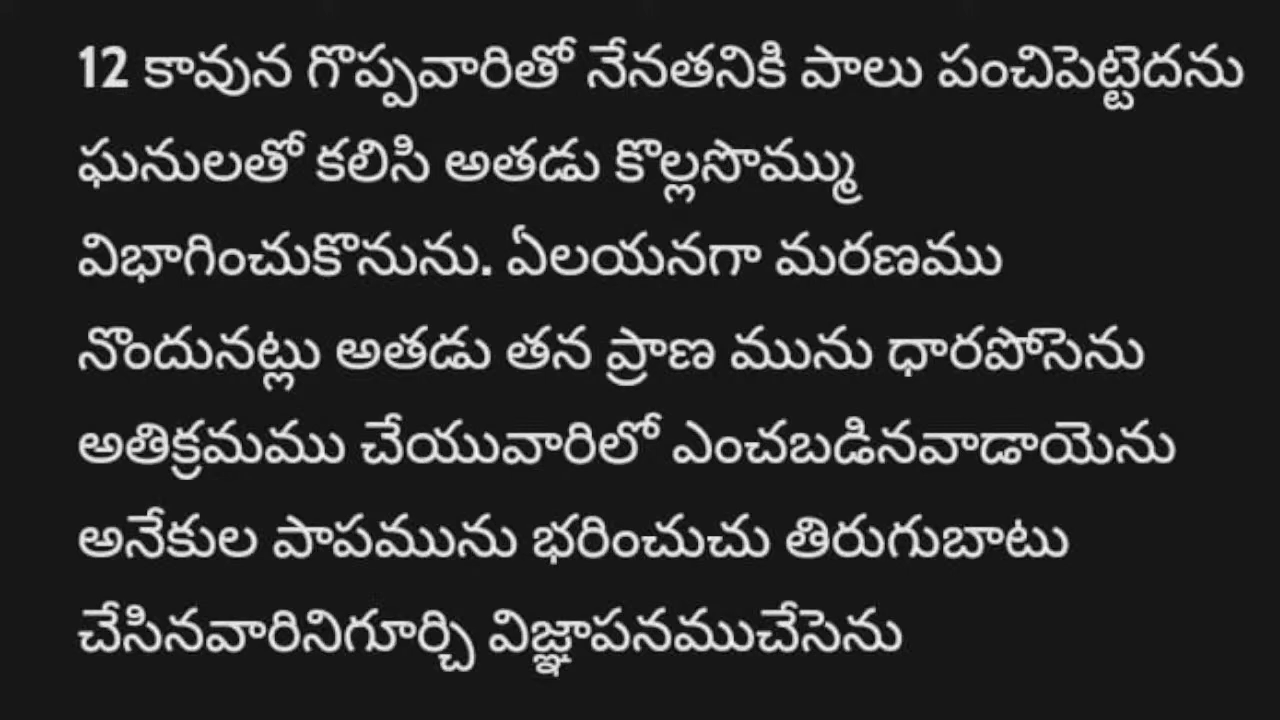 12 కావున గొప్పవారితో నేనతనికి పాలు పంచిపెట్టెదను
ఘనులతో కలిసి అతడు కొల్లసొమ్ము
విభాగించుకొనును. ఏలయనగా మరణము
నొందునట్లు అతడు తన ప్రాణ మును ధారపోసెను
అతిక్రమము చేయువారిలో ఎంచబడినవాడాయెను
అనేకుల పాపమును భరించుచు తిరుగుబాటు
చేసినవారినిగూర్చి విజ్ఞాపనముచేసెను